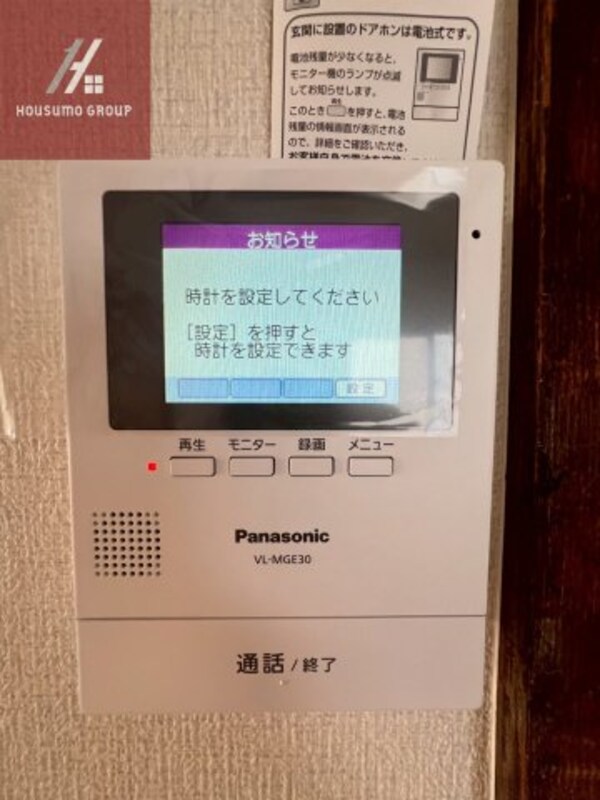 HOUSUMO GROUP
玄関に設置のドアホンは電池式です。
電池残量が少なくなると、
モニター機のランプが点滅
してお知らせします。
再生
このとき を押すと、電池
残量の情報画面が表示される
ので、詳細をご確認いただき、
お知らせ
時計を設定してください
[設定] を押すと
時計を設定できます
設定
再生 モニター 録画 メニュー
Panasonic
VL-MGE30
通話 / 終了